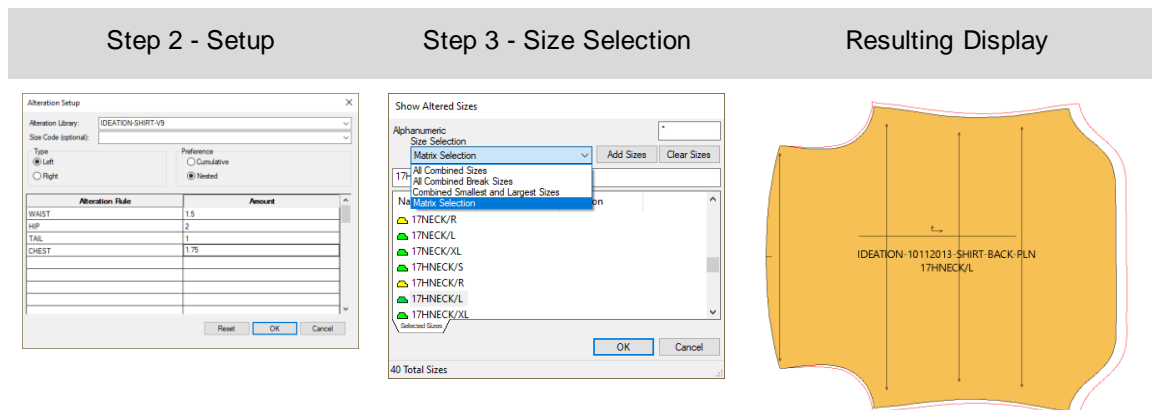 Step 2 - Setup
Step 3 - Size Selection
Resulting Display
Alteration Setup
Alteration Library: IDEATION-SHIRT-V9
Size Code (optional):
Type
Left
Right
Preference
Cumulative
Nested
Alteration Rule Amount
WAIST 1.5
HIP 2
TAIL 1
CHEST 1.75
Reset OK Cancel
Show Altered Sizes
Alphanumeric *
Size Selection
Matrix Selection Add Sizes Clear Sizes
All Combined Sizes
All Combined Break Sizes
Combined Smallest and Largest Sizes
Matrix Selection
17NECK/R
17NECK/L
17NECK/XL
17HNECK/S
17HNECK/R
17HNECK/L
17HNECK/XL
Selected Sizes
OK Cancel
40 Total Sizes
IDEATION-10112013-SHIRT-BACK-PLN
17HNECK/L